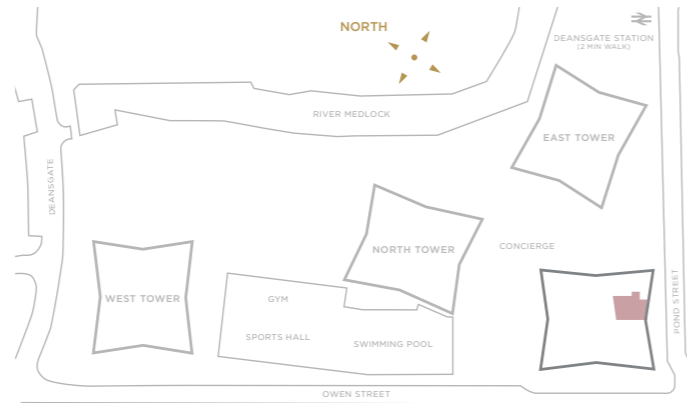 NORTH
DEANSGATE STATION
(2 MIN WALK)
RIVER MEDLOCK
EAST TOWER
DEANSGATE
NORTH TOWER
CONCIERGE
WEST TOWER
GYM
SPORTS HALL
SWIMMING POOL
POND STREET
OWEN STREET